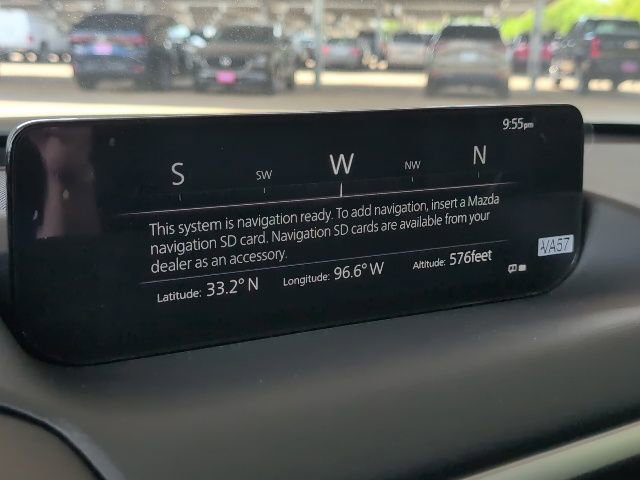 9:55pm
S SW W NW N
This system is navigation ready. To add navigation, insert a Mazda
navigation SD card. Navigation SD cards are available from your
dealer as an accessory.
VA57
Latitude: 33.2° N Longitude: 96.6° W Altitude: 576feet